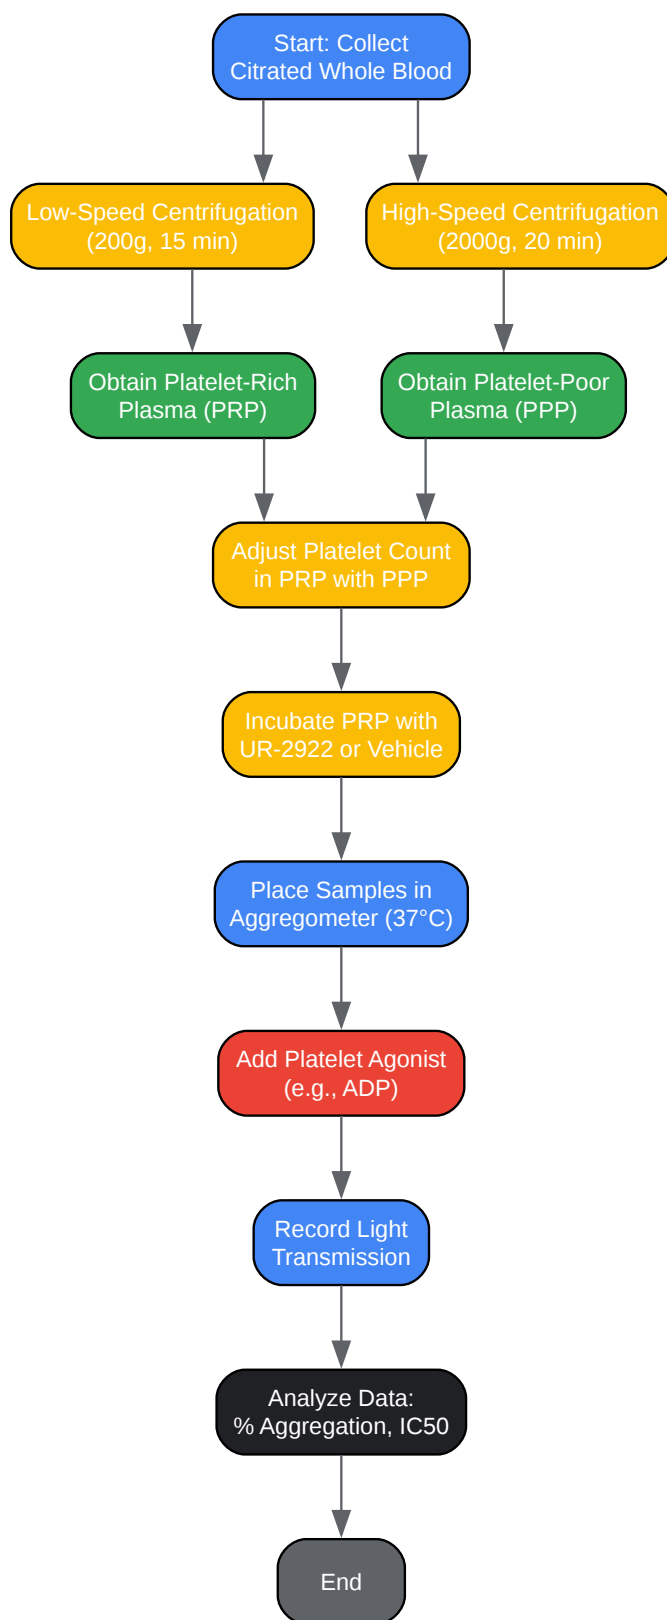 Start: Collect
Citrated Whole Blood
Low-Speed Centrifugation
(200g, 15 min)
High-Speed Centrifugation
(2000g, 20 min)
Obtain Platelet-Rich
Plasma (PRP)
Obtain Platelet-Poor
Plasma (PPP)
Adjust Platelet Count
in PRP with PPP
Incubate PRP with
UR-2922 or Vehicle
Place Samples in
Aggregometer (37°C)
Add Platelet Agonist
(e.g., ADP)
Record Light
Transmission
Analyze Data:
% Aggregation, IC50
End